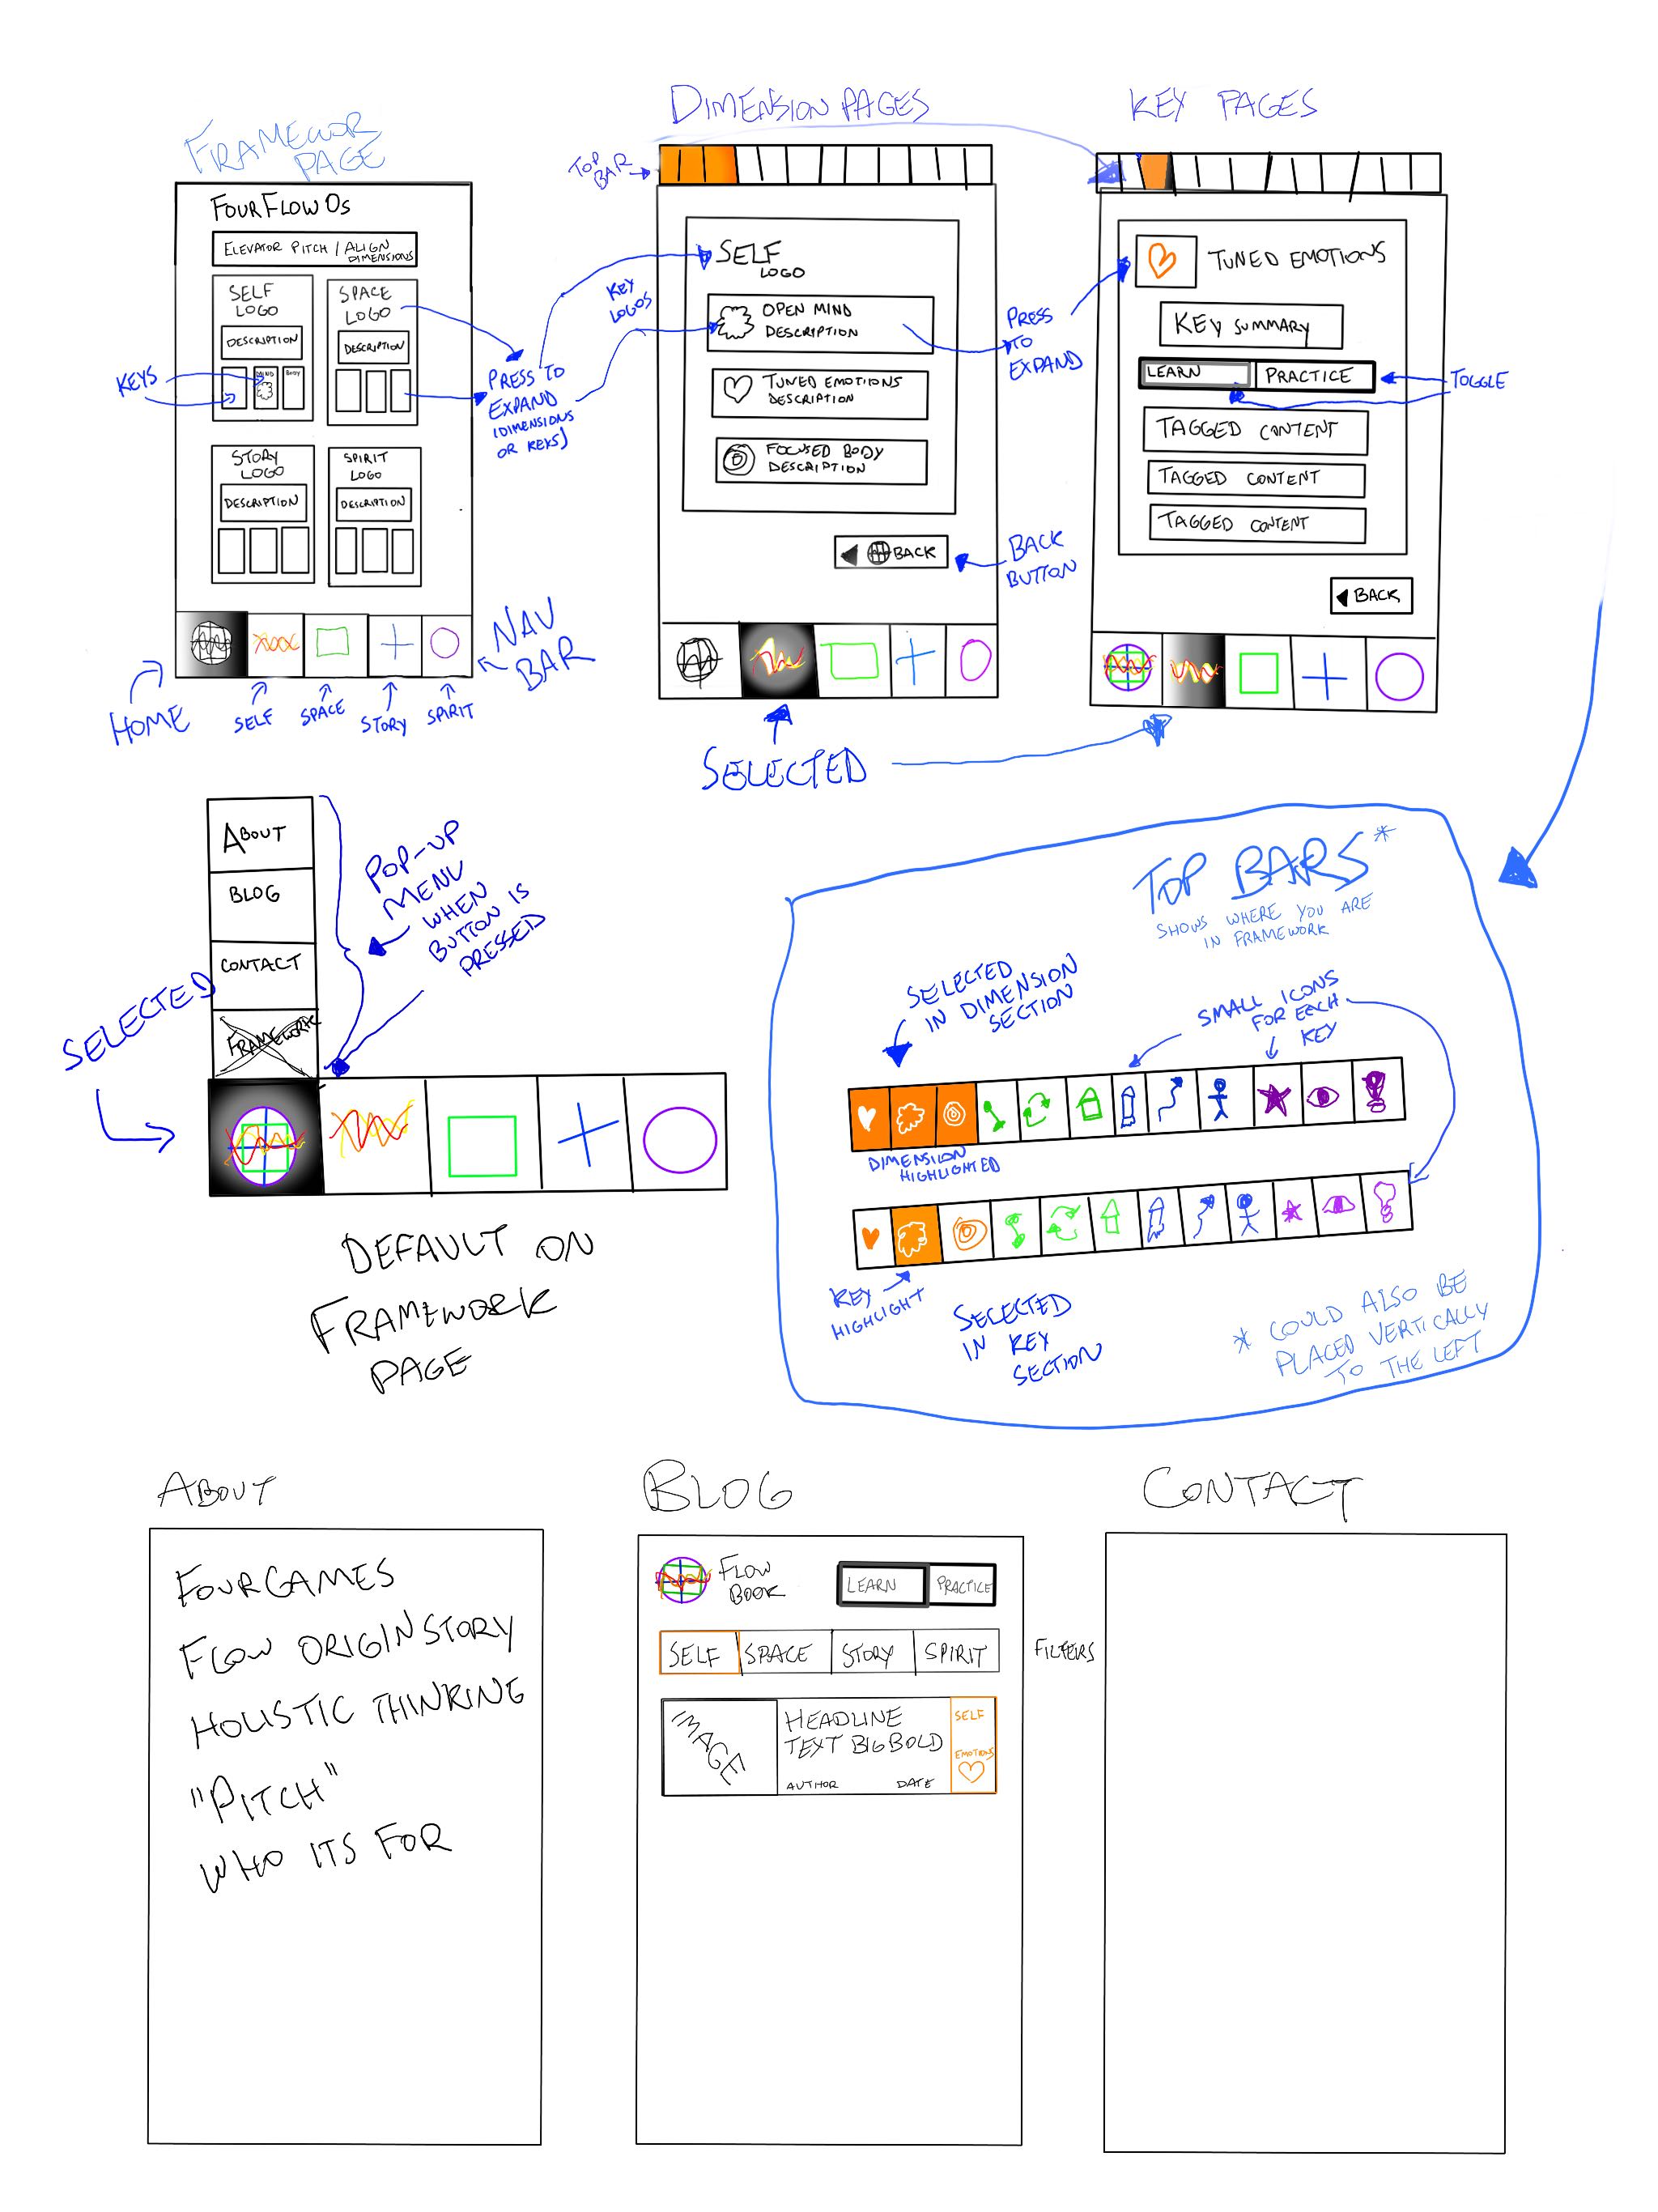 FRAMEWOR
PAGE
FOURFLOW OS
ELEVATOR PITCH / ALIGN
DIMENSIONS
SELF
LOGO
DESCRIPTION
MIND
BODY
SPACE
LOGO
DESCRIPTION
KEYS
STORY
LOGO
DESCRIPTION
SPIRIT
LOGO
DESCRIPTION
PRESS TO
EXPAND
(DIMENSIONS
OR KEYS)
NAV
BAR
HOME
SELF
SPACE
STORY
SPIRIT
DIMENSION PAGES
TOP
BAR
SELF
LOGO
KEY
LOGOS
OPEN MIND
DESCRIPTION
TUNED EMOTIONS
DESCRIPTION
FOCUSED BODY
DESCRIPTION
BACK
BACK
BUTTON
SELECTED
KEY PAGES
TUNED EMOTIONS
PRESS
TO
EXPAND
KEY SUMMARY
LEARN
PRACTICE
TOGGLE
TAGGED CONTENT
TAGGED CONTENT
TAGGED CONTENT
BACK
ABOUT
BLOG
CONTACT
FRAMEWORK
POP-UP
MENU
WHEN
BUTTON IS
PRESSED
SELECTED
DEFAULT ON
FRAMEWORK
PAGE
TOP BARS*
SHOWS WHERE YOU ARE
IN FRAMEWORK
SELECTED
IN DIMENSION
SECTION
SMALL ICONS
FOR EECH
KEY
DIMENSION
HIGHLIGHTED
KEY
HIGHLIGHT
SELECTED
IN KEY
SECTION
* COULD ALSO BE
PLACED VERTICALLY
TO THE LEFT
ABOUT
FOURGAMES
FLOW ORIGIN STORY
HOLISTIC THINKING
"PITCH"
WHO ITS FOR
BLOG
FLOW
BOOK
LEARN
PRACTICE
SELF
SPACE
STORY
SPIRIT
FILTERS
IMAGE
HEADLINE
TEXT BIG BOLD
AUTHOR
DATE
SELF
EMOTIONS
CONTACT